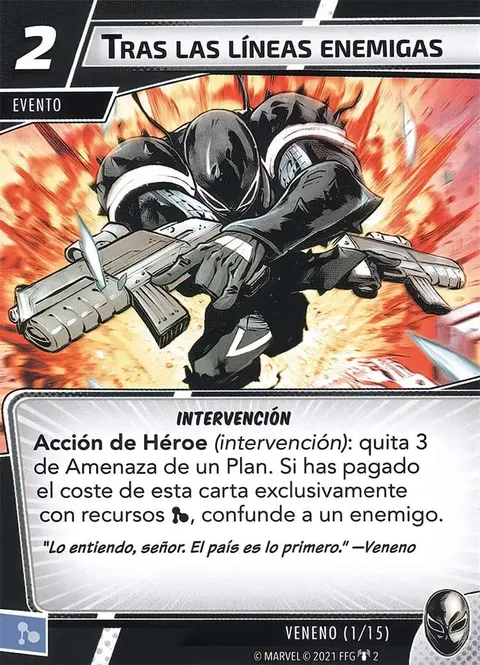 2
TRAS LAS LÍNEAS ENEMIGAS
EVENTO
INTERVENCIÓN
Acción de Héroe (intervención): quita 3
de Amenaza de un Plan. Si has pagado
el coste de esta carta exclusivamente
con recursos , confunde a un enemigo.
"Lo entiendo, señor. El país es lo primero." —Veneno
VENENO (1/15)
© MARVEL © 2021 FFG 2